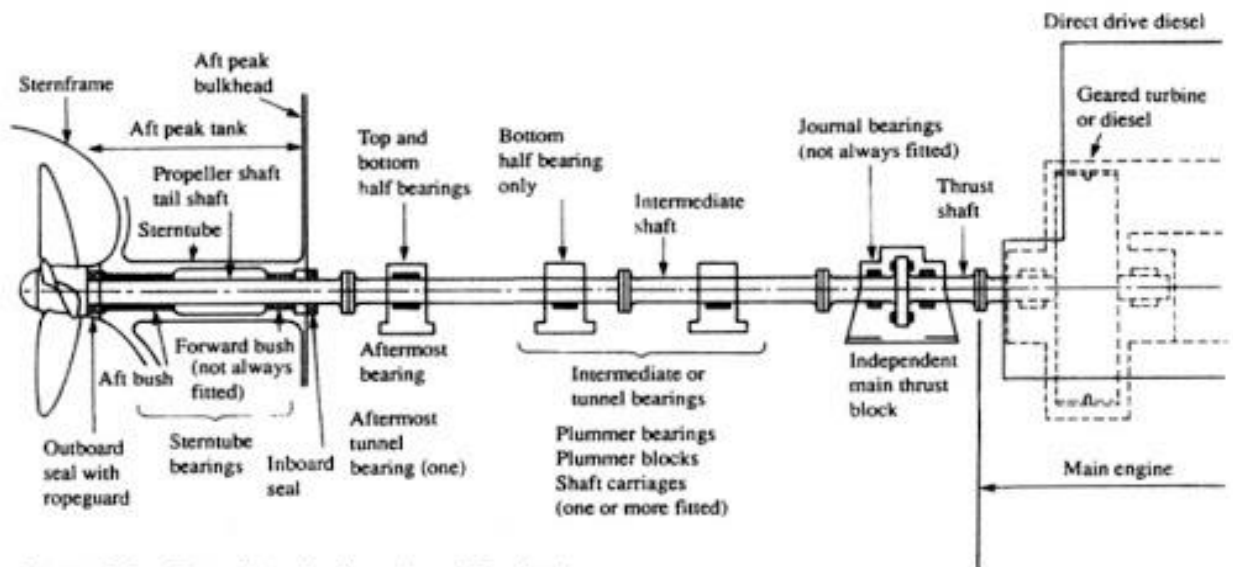 Direct drive diesel
Aft peak
bulkhead
Sternframe
Aft peak tank
Geared turbine
or diesel
Top and
bottom
half bearings
Bottom
half bearing
only
Journal bearings
(not always fitted)
Propeller shaft
tail shaft
Thrust
shaft
Intermediate
shaft
Sterntube
Forward bush
(not always
fitted)
Aft bush
Aftermost
bearing
Intermediate or
tunnel bearings
Independent
main thrust
block
Outboard
seal with
ropeguard
Sterntube
bearings
Inboard
seal
Aftermost
tunnel
bearing (one)
Plummer bearings
Plummer blocks
Shaft carriages
(one or more fitted)
Main engine